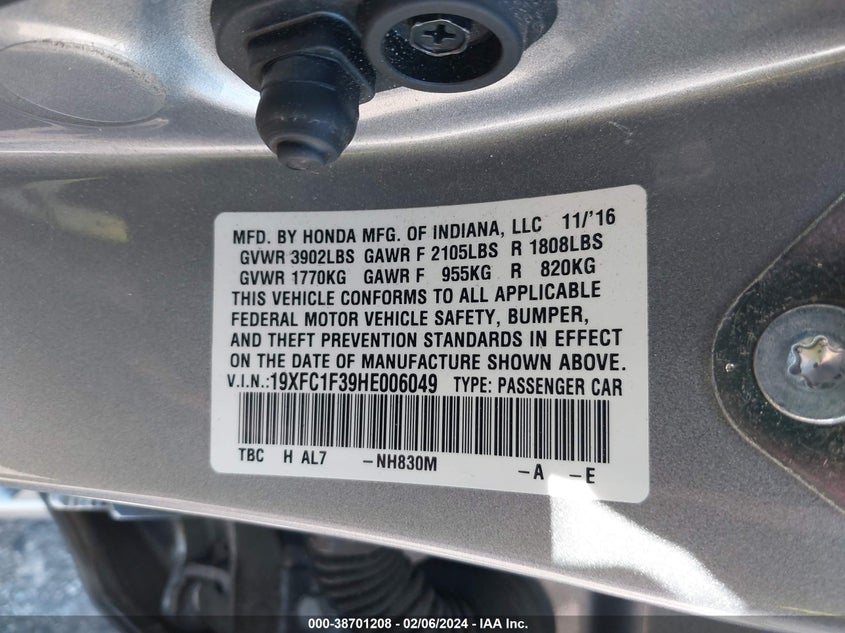 MFD. BY HONDA MFG. OF INDIANA, LLC 11/'16
GVWR 3902LBS GAWR F 2105LBS R 1808LBS
GVWR 1770KG GAWR F 955KG R 820KG
THIS VEHICLE CONFORMS TO ALL APPLICABLE
FEDERAL MOTOR VEHICLE SAFETY, BUMPER,
AND THEFT PREVENTION STANDARDS IN EFFECT
ON THE DATE OF MANUFACTURE SHOWN ABOVE.
V.I.N.:19XFC1F39HE006049 TYPE: PASSENGER CAR
TBC H AL7 -NH830M -A -E
000-38701208 - 02/06/2024 - IAA Inc.